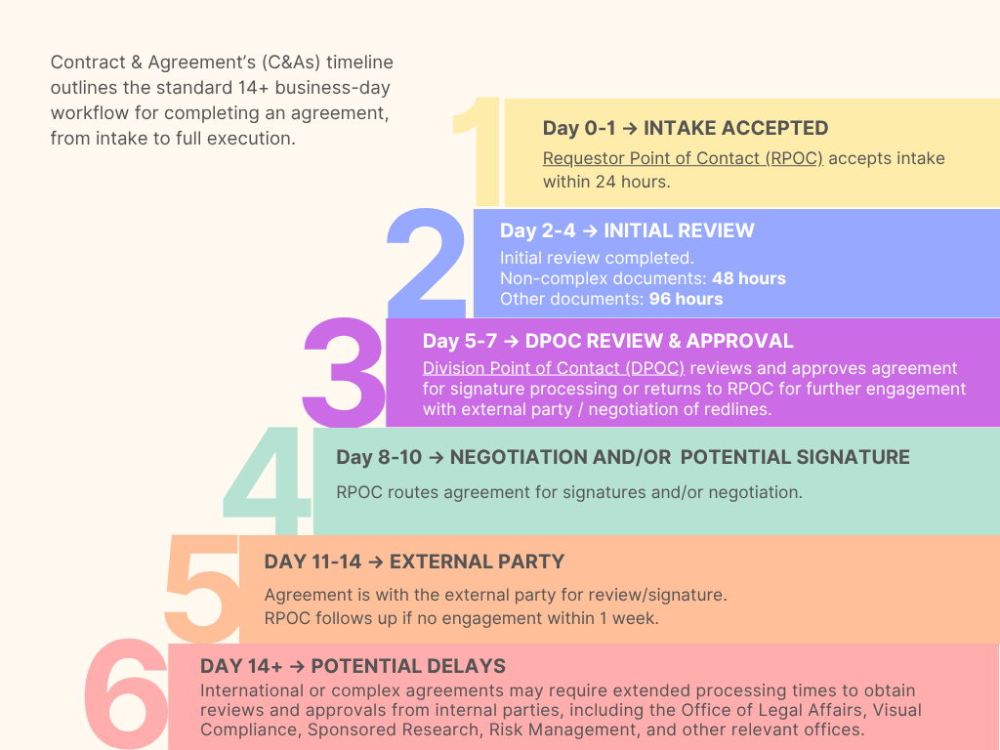 Contract & Agreement’s (C&As) timeline
outlines the standard 14+ business-day
workflow for completing an agreement,
from intake to full execution.
1
Day 0-1 → INTAKE ACCEPTED
Requestor Point of Contact (RPOC) accepts intake
within 24 hours.
2
Day 2-4 → INITIAL REVIEW
Initial review completed.
Non-complex documents: 48 hours
Other documents: 96 hours
3
Day 5-7 → DPOC REVIEW & APPROVAL
Division Point of Contact (DPOC) reviews and approves agreement
for signature processing or returns to RPOC for further engagement
with external party / negotiation of redlines.
4
Day 8-10 → NEGOTIATION AND/OR POTENTIAL SIGNATURE
RPOC routes agreement for signatures and/or negotiation.
5
DAY 11-14 → EXTERNAL PARTY
Agreement is with the external party for review/signature.
RPOC follows up if no engagement within 1 week.
6
DAY 14+ → POTENTIAL DELAYS
International or complex agreements may require extended processing times to obtain
reviews and approvals from internal parties, including the Office of Legal Affairs, Visual
Compliance, Sponsored Research, Risk Management, and other relevant offices.